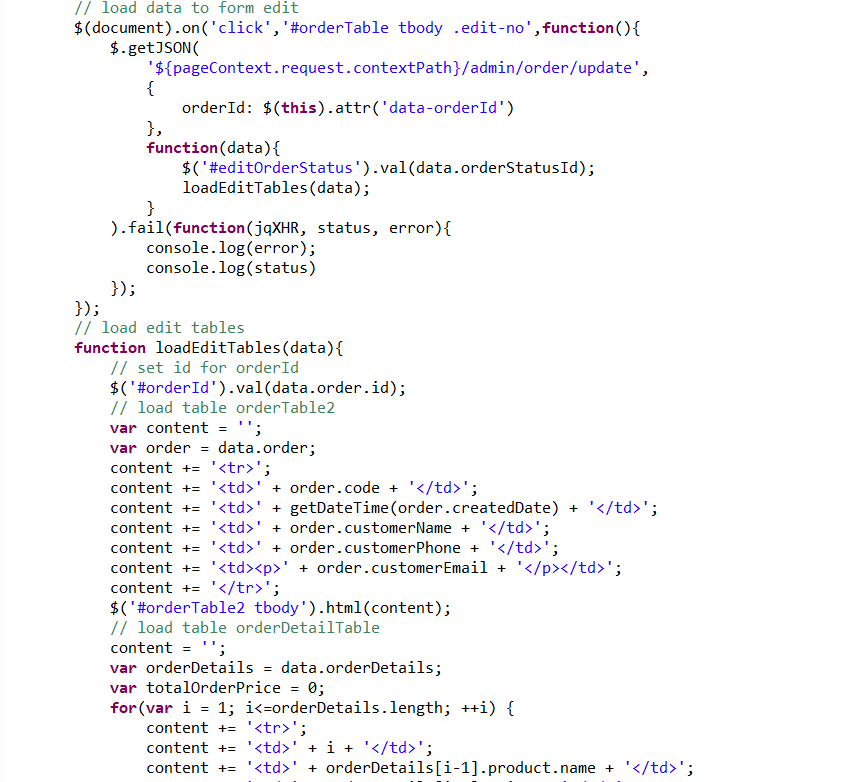 // load data to form edit
$(document).on('click','#orderTable tbody .edit-no',function(){
$.getJSON(
'${pageContext.request.contextPath}/admin/order/update',
{
orderId: $(this).attr('data-orderId')
},
function(data){
$('#editOrderStatus').val(data.orderStatusId);
loadEditTables(data);
}
).fail(function(jqXHR, status, error){
console.log(error);
console.log(status)
});
});
// load edit tables
function loadEditTables(data){
// set id for orderId
$('#orderId').val(data.order.id);
// load table orderTable2
var content = '';
var order = data.order;
content += '<tr>';
content += '<td>' + order.code + '</td>';
content += '<td>' + getDateTime(order.createdDate) + '</td>';
content += '<td>' + order.customerName + '</td>';
content += '<td>' + order.customerPhone + '</td>';
content += '<td><p>' + order.customerEmail + '</p></td>';
content += '</tr>';
$('#orderTable2 tbody').html(content);
// load table orderDetailTable
content = '';
var orderDetails = data.orderDetails;
var totalOrderPrice = 0;
for(var i = 1; i<=orderDetails.length; ++i) {
content += '<tr>';
content += '<td>' + i + '</td>';
content += '<td>' + orderDetails[i-1].product.name + '</td>';